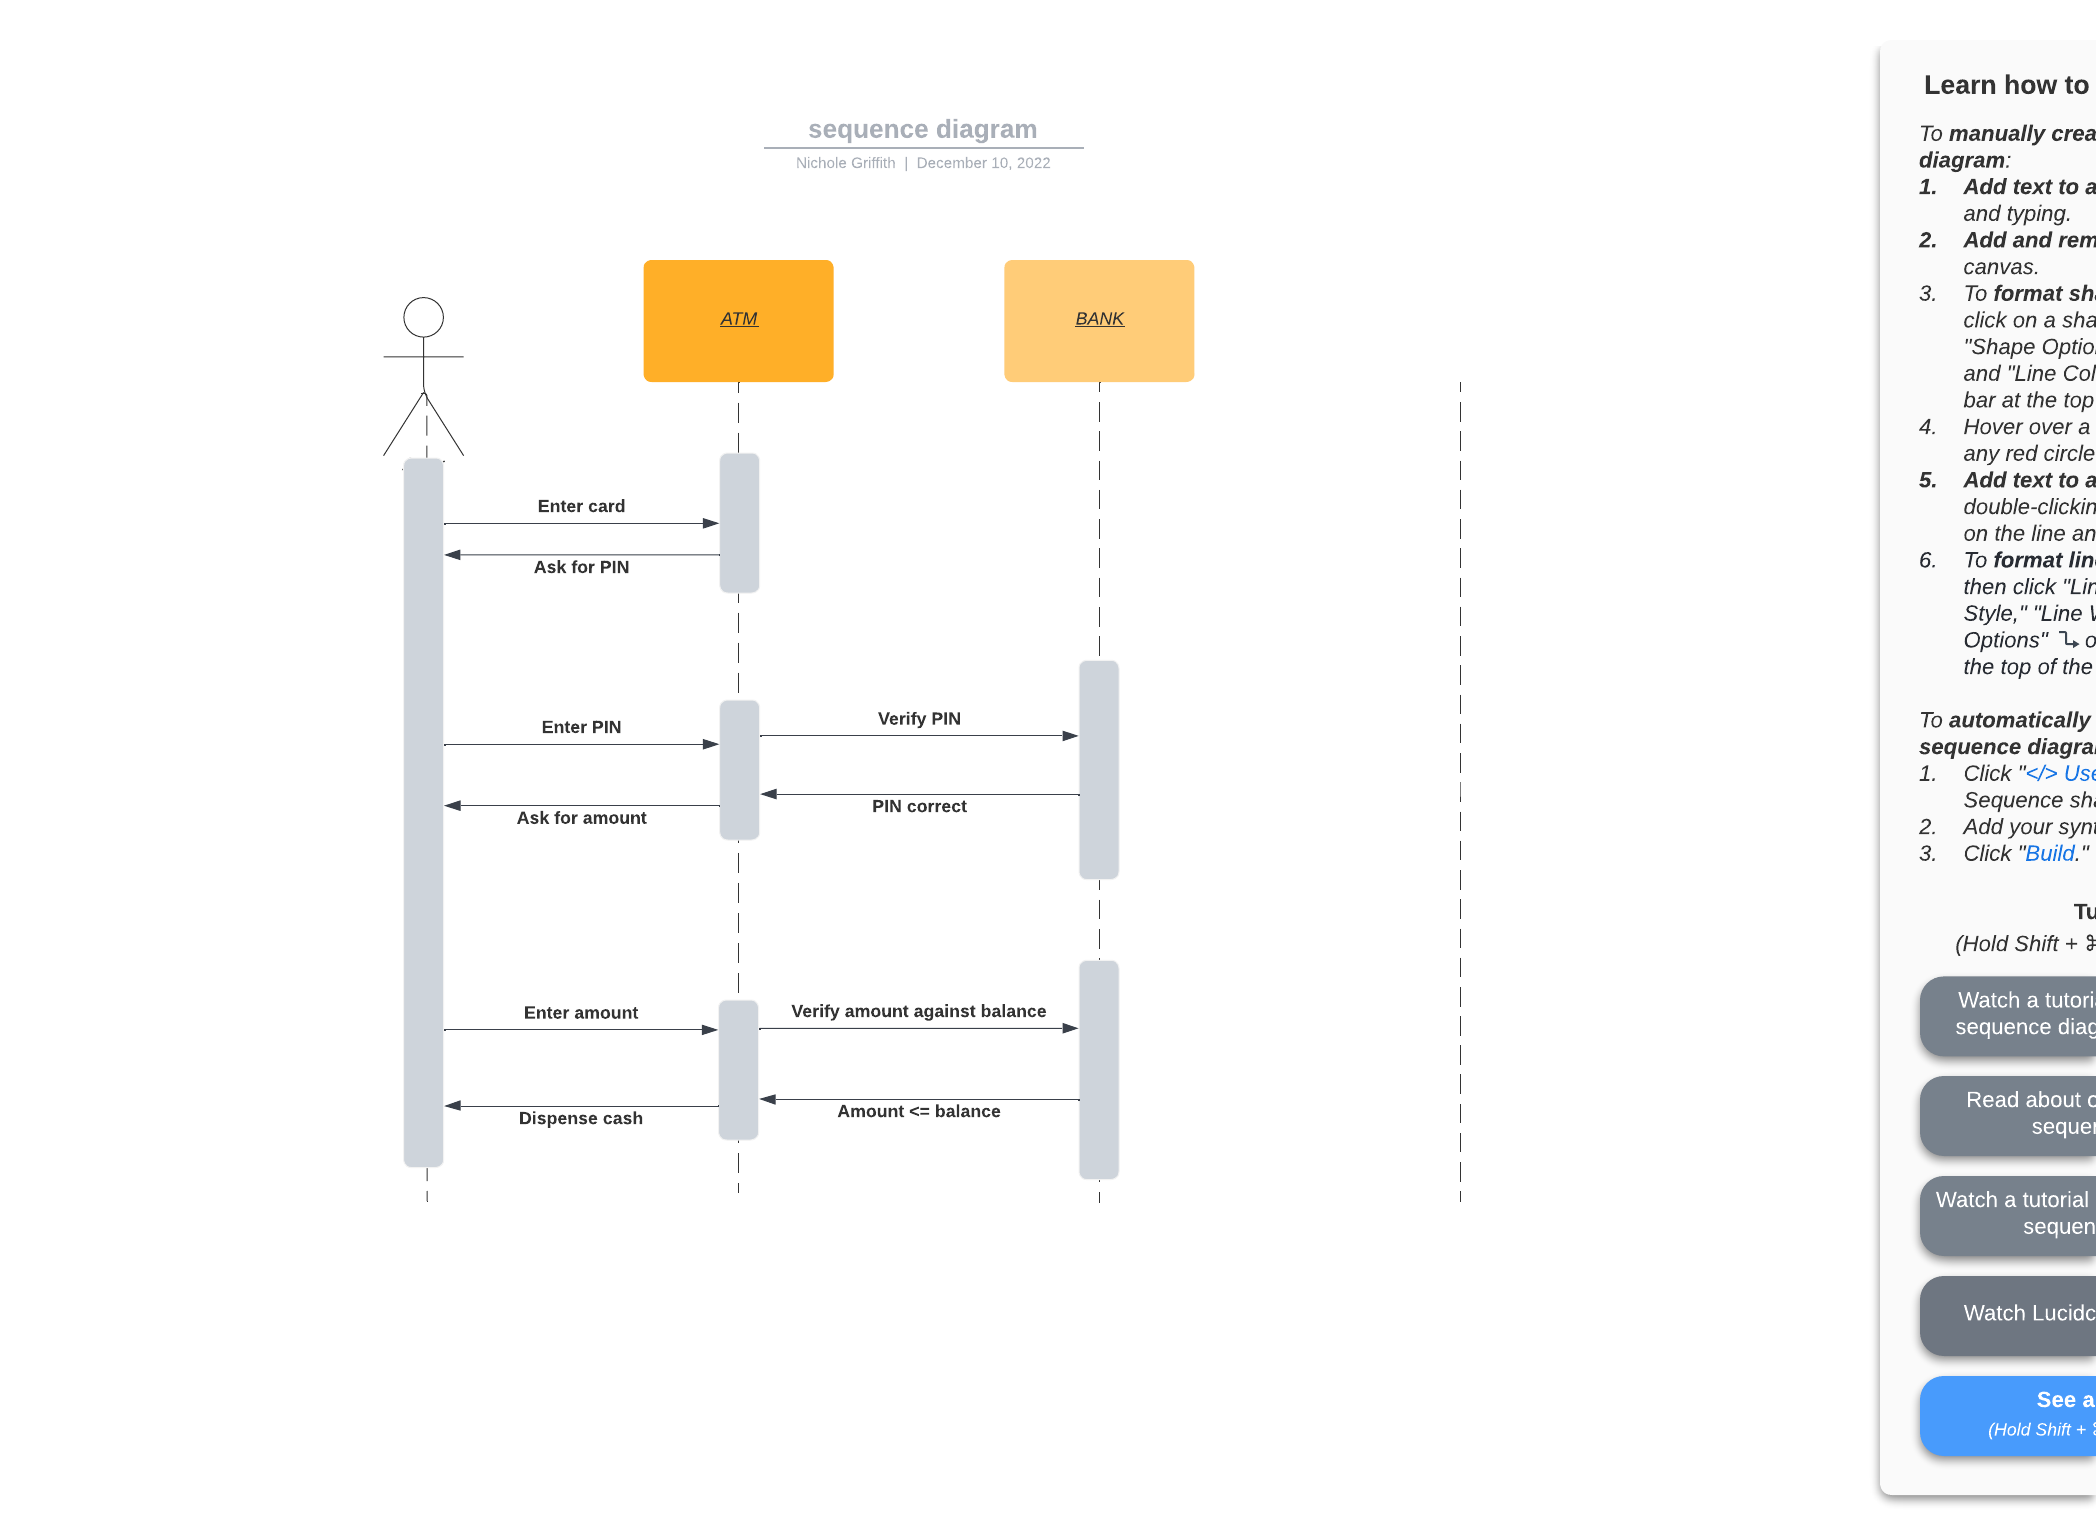 sequence diagram
Nichole Griffith | December 10, 2022
ATM
BANK
Enter card
Ask for PIN
Enter PIN
Verify PIN
PIN correct
Ask for amount
Enter amount
Verify amount against balance
Amount <= balance
Dispense cash
Learn how to
To manually crea
diagram:
1. Add text to a
and typing.
2. Add and rem
canvas.
3. To format sha
click on a sha
"Shape Optio
and "Line Col
bar at the top
4. Hover over a
any red circle
5. Add text to a
double-clickin
on the line an
6. To format line
then click "Lin
Style," "Line W
Options" o
the top of the
To automatically
sequence diagra
1. Click "</> Use
Sequence sha
2. Add your synt
3. Click "Build."
Tu
(Hold Shift + ⌘
Watch a tutoria
sequence diag
Read about o
sequen
Watch a tutorial
sequen
Watch Lucidc
See a
(Hold Shift + ⌘